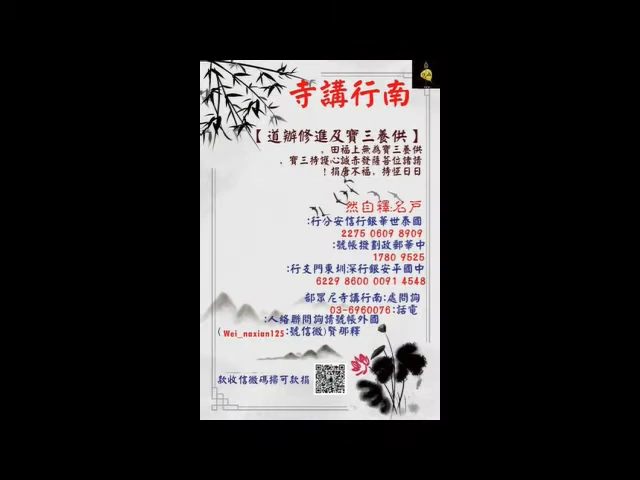 南行講寺
【供養三寶及進修辦道】
供養三寶為無上福田，
請諸位菩薩發赤誠心護持三寶，
日日恆持，福不唐捐！
戶名:釋自然
國泰世華銀行信安分行:
2275 0609 8909
中華郵政劃撥帳號:
1780 9525
中國平安銀行深圳東門支行:
6229 8600 0091 4548
詢問處:南行講寺尼眾部
電話:03-6960076
國外帳號請詢問聯絡人:
釋那賢(微信號:Wei_naxian125)
捐款可掃碼微信收款